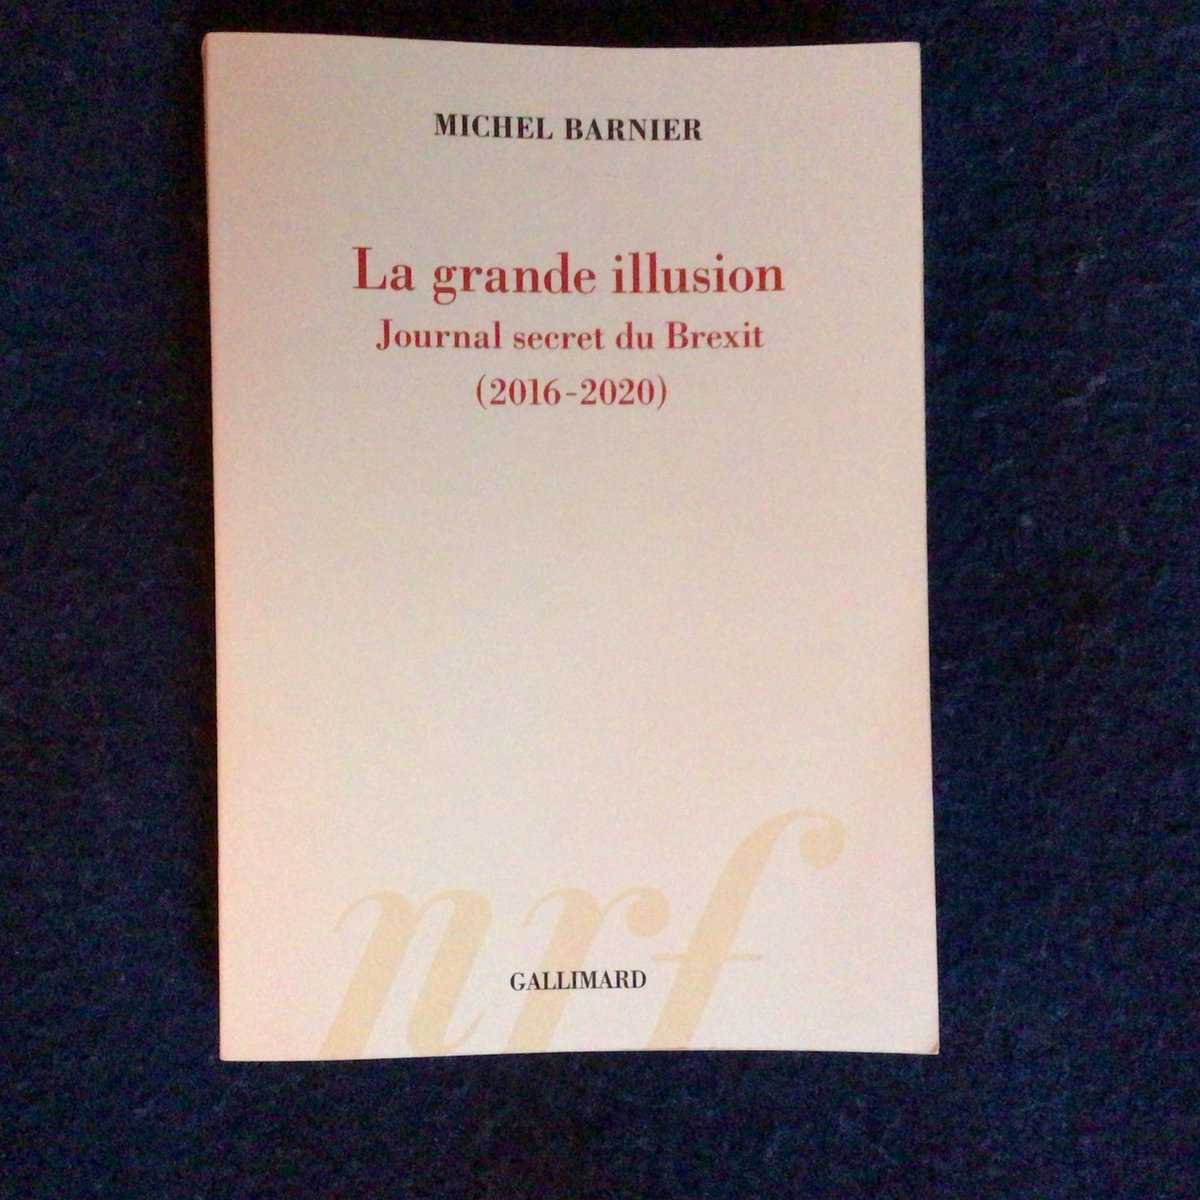 MICHEL BARNIER
La grande illusion
Journal secret du Brexit
(2016-2020)
nrf
GALLIMARD